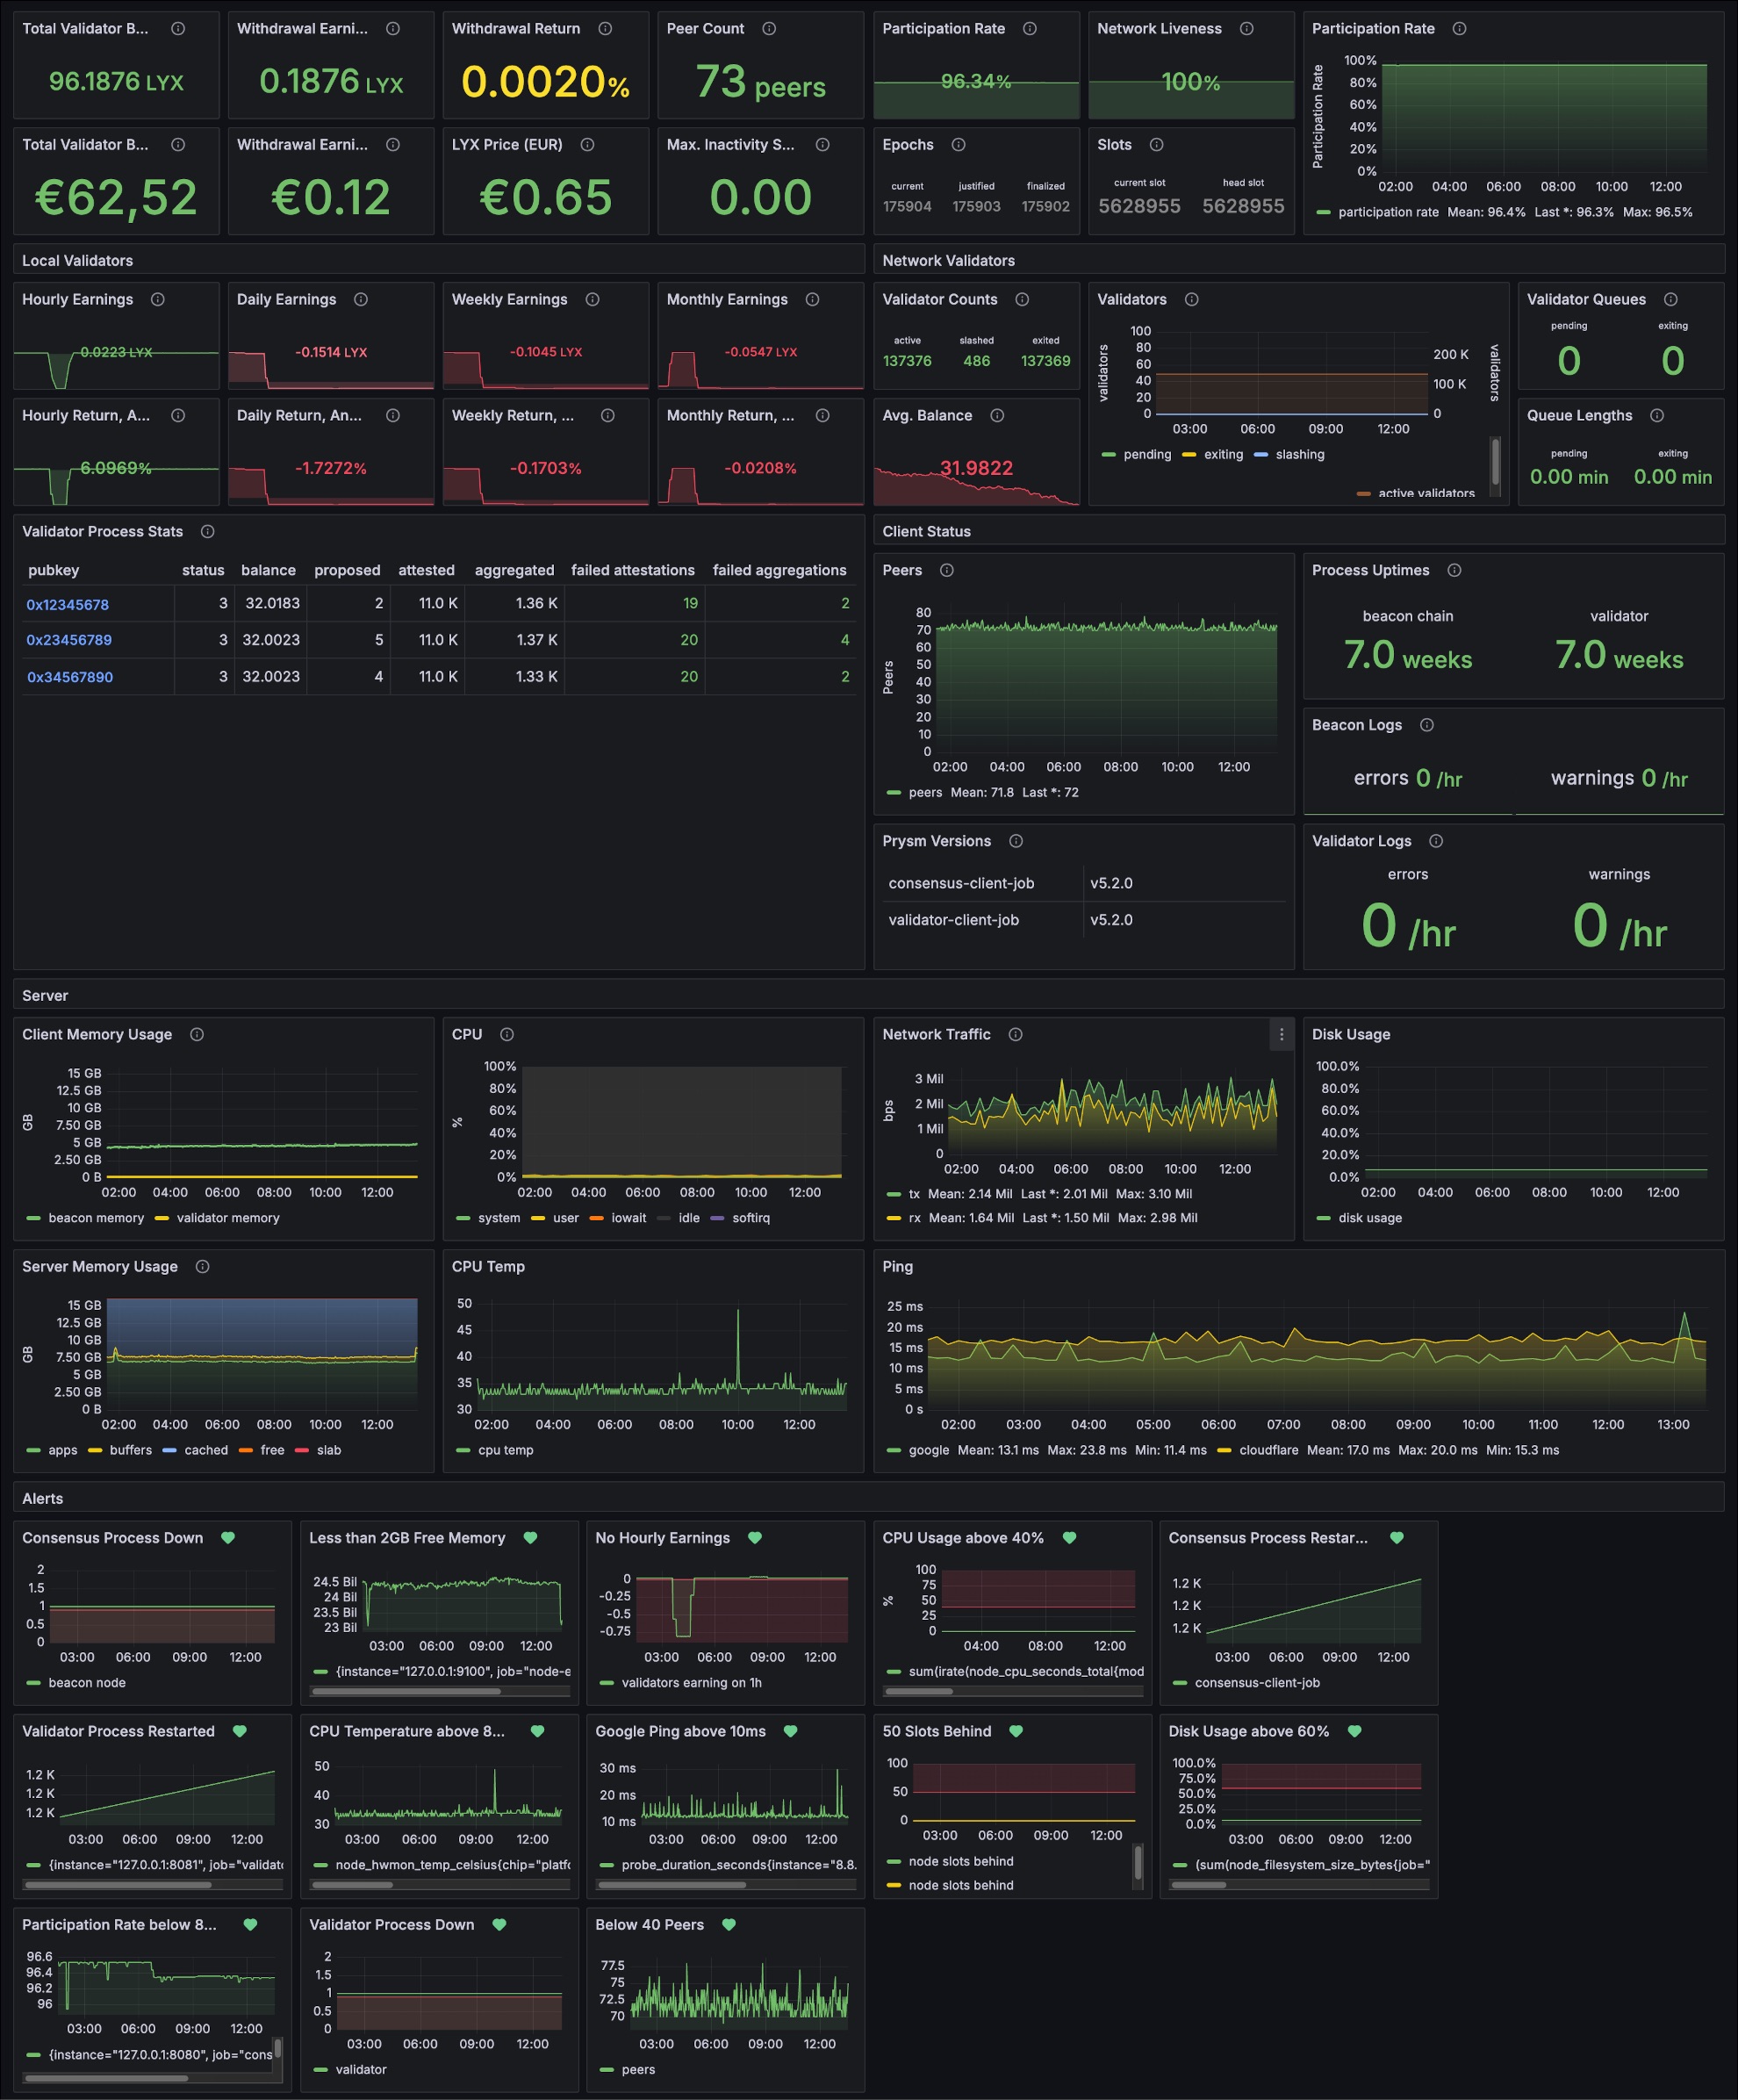 Total Validator B...
Withdrawal Earni...
Withdrawal Return
Peer Count
Participation Rate
Network Liveness
Participation Rate
96.1876 LYX
0.1876 LYX
0.0020%
73 peers
96.34%
100%
Participation Rate
100%
80%
60%
40%
20%
0%
02:00 04:00 06:00 08:00 10:00 12:00
participation rate Mean: 96.4% Last *: 96.3% Max: 96.5%
Total Validator B...
Withdrawal Earni...
LYX Price (EUR)
Max. Inactivity S...
Epochs
Slots
€62,52
€0.12
€0.65
0.00
current justified finalized
175904 175903 175902
current slot head slot
5628955 5628955
Local Validators
Network Validators
Hourly Earnings
0.0223 LYX
Daily Earnings
-0.1514 LYX
Weekly Earnings
-0.1045 LYX
Monthly Earnings
-0.0547 LYX
Validator Counts
active slashed exited
137376 486 137369
Validators
validators
100
80
60
40
20
0
200 K
100 K
0
validators
03:00 06:00 09:00 12:00
pending exiting slashing
active validators
Validator Queues
pending exiting
0 0
Hourly Return, A...
6.0969%
Daily Return, An...
-1.7272%
Weekly Return, ...
-0.1703%
Monthly Return, ...
-0.0208%
Avg. Balance
31.9822
Queue Lengths
pending exiting
0.00 min 0.00 min
Validator Process Stats
pubkey status balance proposed attested aggregated failed attestations failed aggregations
0x12345678 3 32.0183 2 11.0 K 1.36 K 19 2
0x23456789 3 32.0023 5 11.0 K 1.37 K 20 4
0x34567890 3 32.0023 4 11.0 K 1.33 K 20 2
Client Status
Peers
Peers
80
70
60
50
40
30
20
10
0
02:00 04:00 06:00 08:00 10:00 12:00
peers Mean: 71.8 Last *: 72
Process Uptimes
beacon chain validator
7.0 weeks 7.0 weeks
Beacon Logs
errors 0 /hr warnings 0 /hr
Prysm Versions
consensus-client-job v5.2.0
validator-client-job v5.2.0
Validator Logs
errors warnings
0 /hr 0 /hr
Server
Client Memory Usage
GB
15 GB
12.5 GB
10 GB
7.50 GB
5 GB
2.50 GB
0 B
02:00 04:00 06:00 08:00 10:00 12:00
beacon memory validator memory
CPU
%
100%
80%
60%
40%
20%
0%
02:00 04:00 06:00 08:00 10:00 12:00
system user iowait idle softirq
Network Traffic
bps
3 Mil
2 Mil
1 Mil
0
02:00 04:00 06:00 08:00 10:00 12:00
tx Mean: 2.14 Mil Last *: 2.01 Mil Max: 3.10 Mil
rx Mean: 1.64 Mil Last *: 1.50 Mil Max: 2.98 Mil
Disk Usage
100.0%
80.0%
60.0%
40.0%
20.0%
0.0%
02:00 04:00 06:00 08:00 10:00 12:00
disk usage
Server Memory Usage
GB
15 GB
12.5 GB
10 GB
7.50 GB
5 GB
2.50 GB
0 B
02:00 04:00 06:00 08:00 10:00 12:00
apps buffers cached free slab
CPU Temp
50
45
40
35
30
02:00 04:00 06:00 08:00 10:00 12:00
cpu temp
Ping
25 ms
20 ms
15 ms
10 ms
5 ms
0 s
02:00 03:00 04:00 05:00 06:00 07:00 08:00 09:00 10:00 11:00 12:00 13:00
google Mean: 13.1 ms Max: 23.8 ms Min: 11.4 ms cloudflare Mean: 17.0 ms Max: 20.0 ms Min: 15.3 ms
Alerts
Consensus Process Down
2
1.5
1
0.5
0
03:00 06:00 09:00 12:00
beacon node
Less than 2GB Free Memory
24.5 Bil
24 Bil
23.5 Bil
23 Bil
03:00 06:00 09:00 12:00
{instance="127.0.0.1:9100", job="node-e
No Hourly Earnings
0
-0.25
-0.5
-0.75
03:00 06:00 09:00 12:00
validators earning on 1h
CPU Usage above 40%
%
100
75
50
25
0
04:00 08:00 12:00
sum(irate(node_cpu_seconds_total{mod
Consensus Process Restar...
1.2 K
1.2 K
1.2 K
03:00 06:00 09:00 12:00
consensus-client-job
Validator Process Restarted
1.2 K
1.2 K
1.2 K
03:00 06:00 09:00 12:00
{instance="127.0.0.1:8081", job="validato
CPU Temperature above 8...
50
40
30
03:00 06:00 09:00 12:00
node_hwmon_temp_celsius{chip="platfo
Google Ping above 10ms
30 ms
20 ms
10 ms
03:00 06:00 09:00 12:00
probe_duration_seconds{instance="8.8.
50 Slots Behind
100
50
0
03:00 06:00 09:00 12:00
node slots behind
node slots behind
Disk Usage above 60%
100.0%
75.0%
50.0%
25.0%
0.0%
03:00 06:00 09:00 12:00
(sum(node_filesystem_size_bytes{job="
Participation Rate below 8...
96.6
96.4
96.2
96
03:00 06:00 09:00 12:00
{instance="127.0.0.1:8080", job="cons
Validator Process Down
2
1.5
1
0.5
0
03:00 06:00 09:00 12:00
validator
Below 40 Peers
77.5
75
72.5
70
03:00 06:00 09:00 12:00
peers